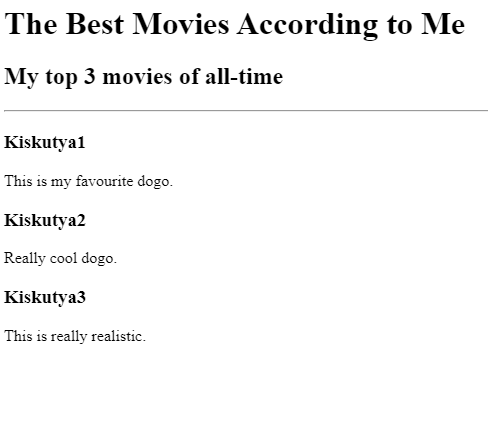 The Best Movies According to Me
My top 3 movies of all-time
Kiskutya1
This is my favourite dogo.
Kiskutya2
Really cool dogo.
Kiskutya3
This is really realistic.